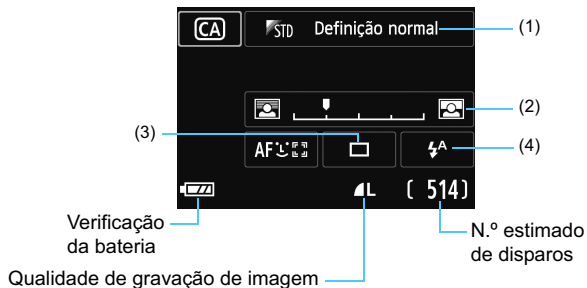 CA STD Definição normal (1)
(2)
(3)
AF A (4)
L ( 514)
Verificação
da bateria
N.º estimado
de disparos
Qualidade de gravação de imagem